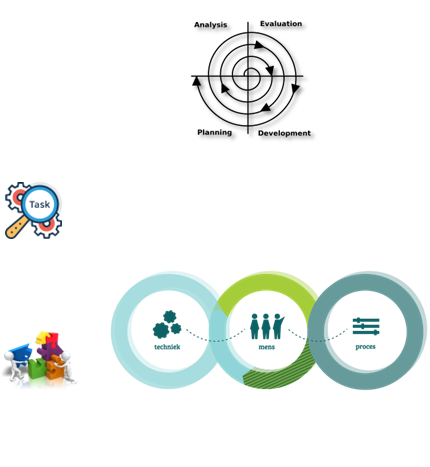 Analysis
Evaluation
Planning
Development
Task
techniek
mens
proces